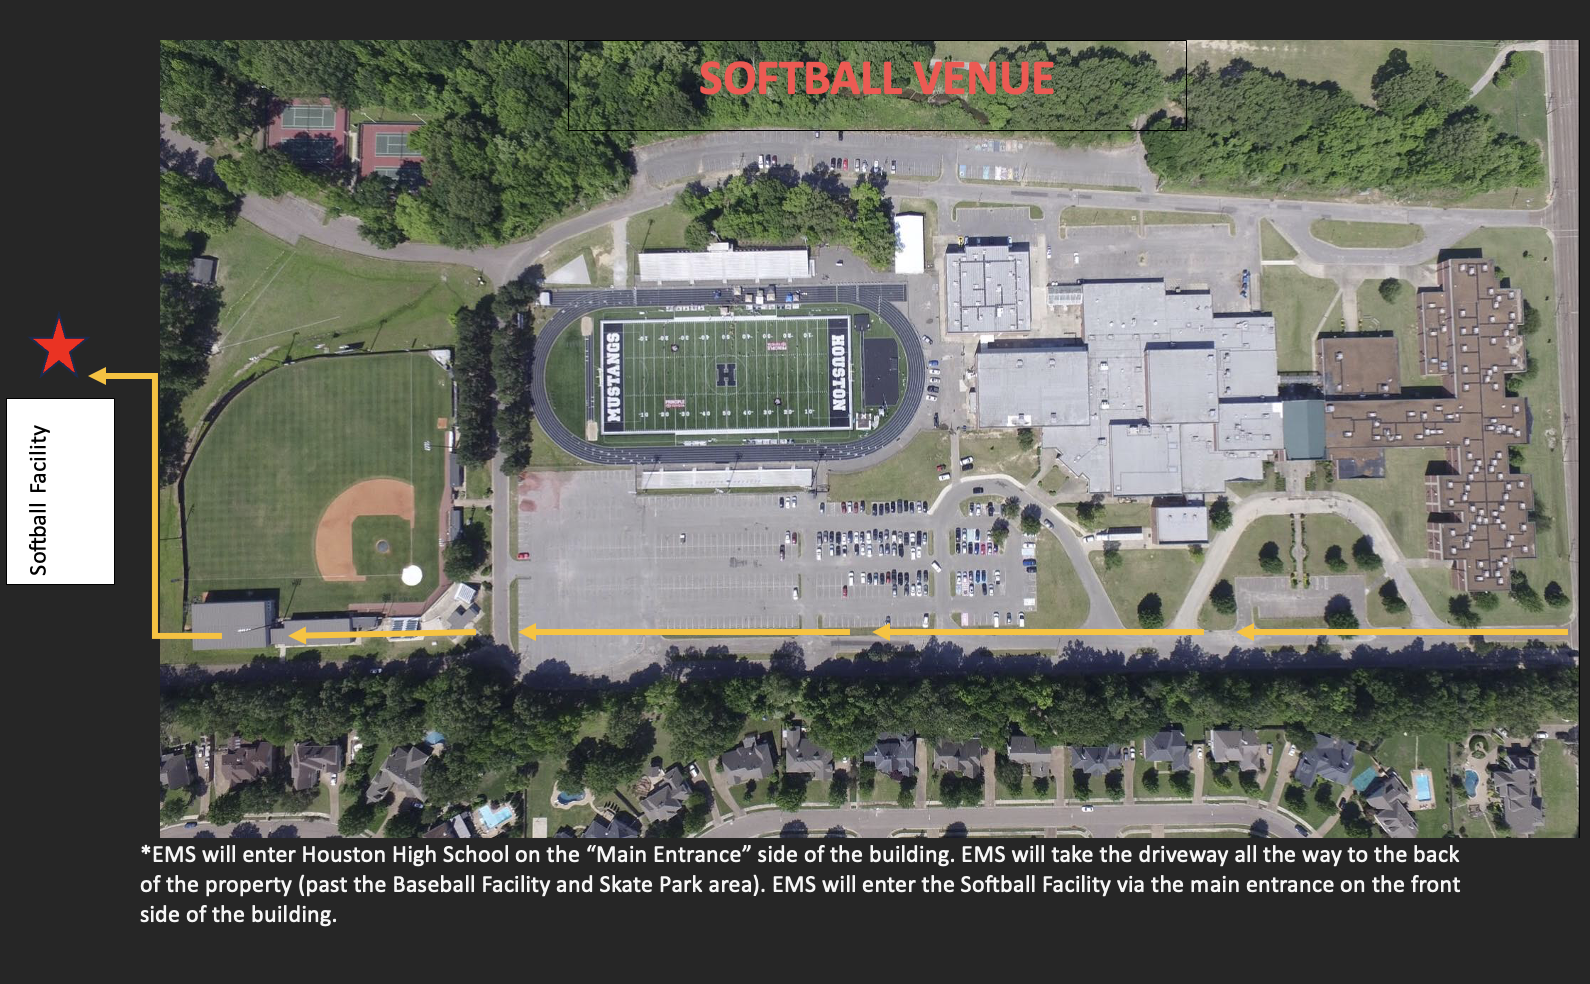 SOFTBALL VENUE
MUSTANGS
H
HOUSTON
Softball Facility
*EMS will enter Houston High School on the “Main Entrance” side of the building. EMS will take the driveway all the way to the back
of the property (past the Baseball Facility and Skate Park area). EMS will enter the Softball Facility via the main entrance on the front
side of the building.